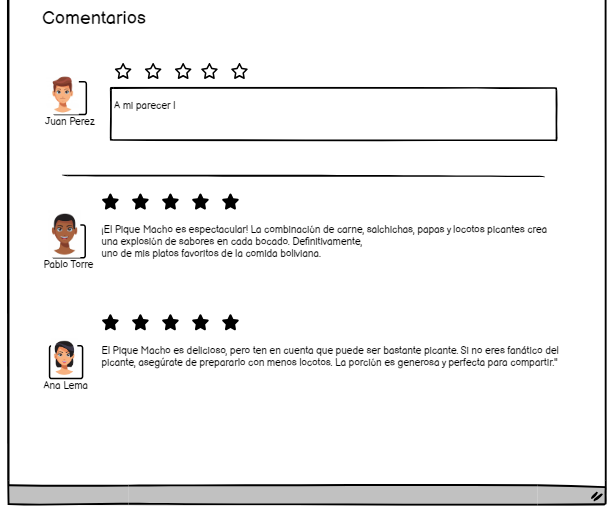 Comentarios
A mi parecer |
Juan Perez
¡El Pique Macho es espectacular! La combinación de carne, salchichas, papas y locotos picantes crea
una explosión de sabores en cada bocado. Definitivamente,
uno de mis platos favoritos de la comida boliviana.
Pablo Torre
El Pique Macho es delicioso, pero ten en cuenta que puede ser bastante picante. Si no eres fanático del
picante, asegúrate de prepararlo con menos locotos. La porción es generosa y perfecta para compartir."
Ana Lema